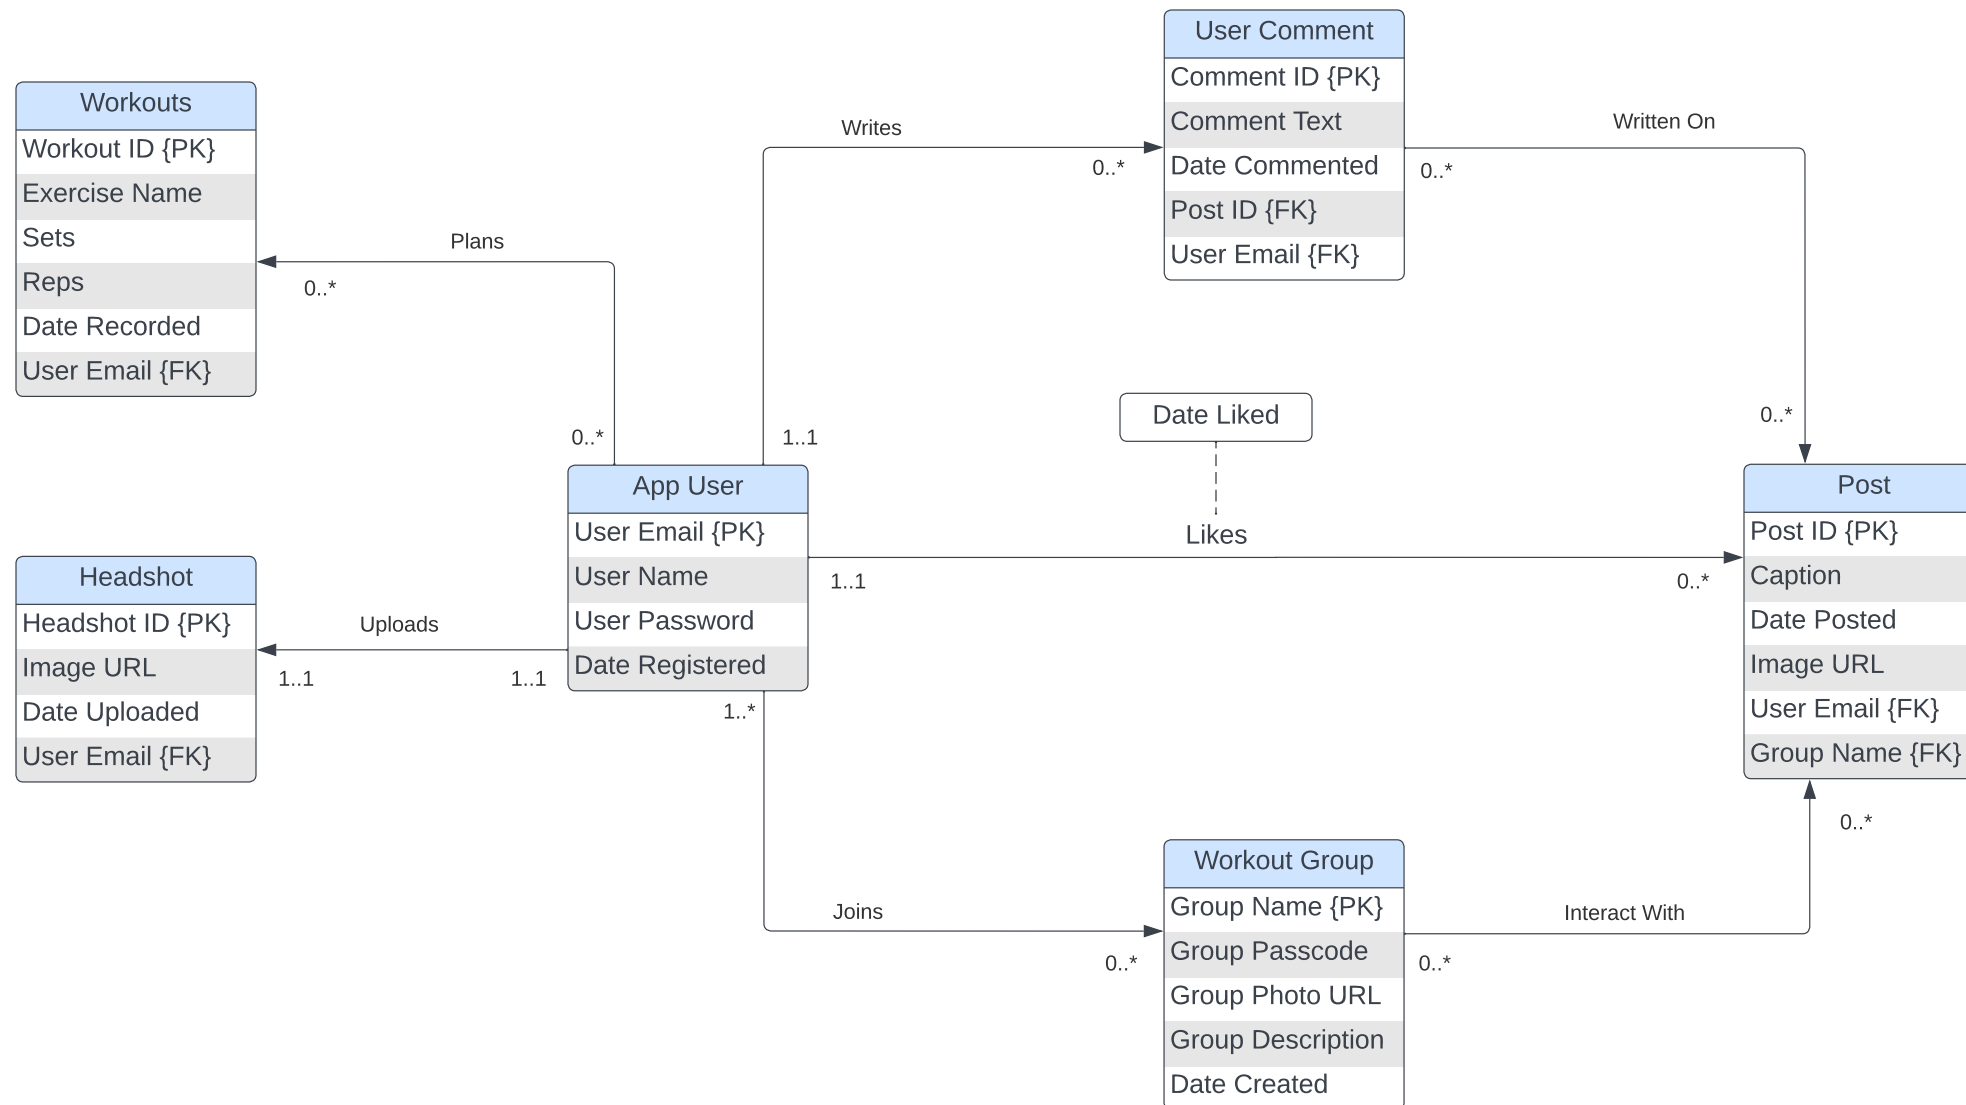 User Comment
Comment ID {PK}
Comment Text
Date Commented
Post ID {FK}
User Email {FK}
Workouts
Workout ID {PK}
Exercise Name
Sets
Reps
Date Recorded
User Email {FK}
Writes
0..*
Written On
0..*
Plans
0..*
0..*
1..1
Date Liked
0..*
App User
User Email {PK}
User Name
User Password
Date Registered
Likes
1..1
0..*
Post
Post ID {PK}
Caption
Date Posted
Image URL
User Email {FK}
Group Name {FK}
Headshot
Headshot ID {PK}
Image URL
Date Uploaded
User Email {FK}
Uploads
1..1
1..1
1..*
0..*
Joins
0..*
Workout Group
Group Name {PK}
Group Passcode
Group Photo URL
Group Description
Date Created
Interact With
0..*